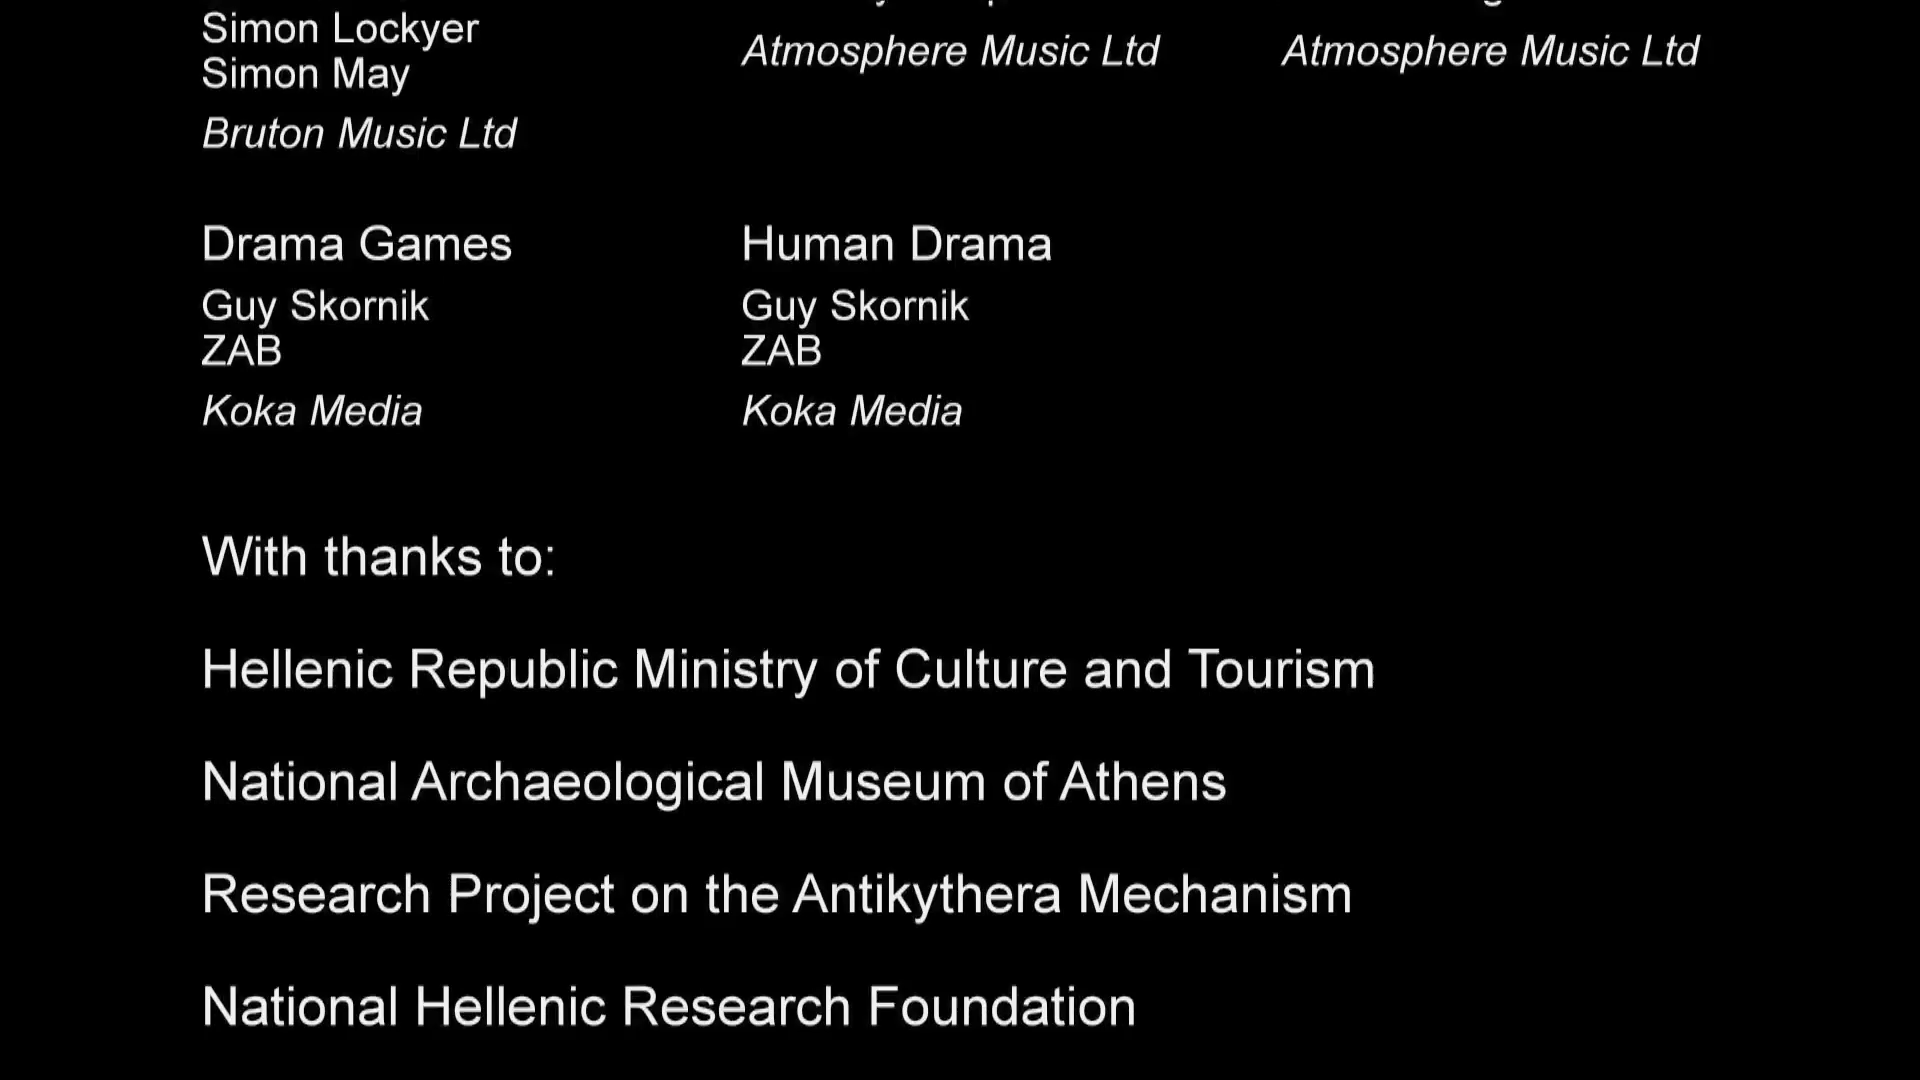 Simon Lockyer
Simon May
Bruton Music Ltd
Atmosphere Music Ltd
Atmosphere Music Ltd
Drama Games
Guy Skornik
ZAB
Koka Media
Human Drama
Guy Skornik
ZAB
Koka Media
With thanks to:
Hellenic Republic Ministry of Culture and Tourism
National Archaeological Museum of Athens
Research Project on the Antikythera Mechanism
National Hellenic Research Foundation